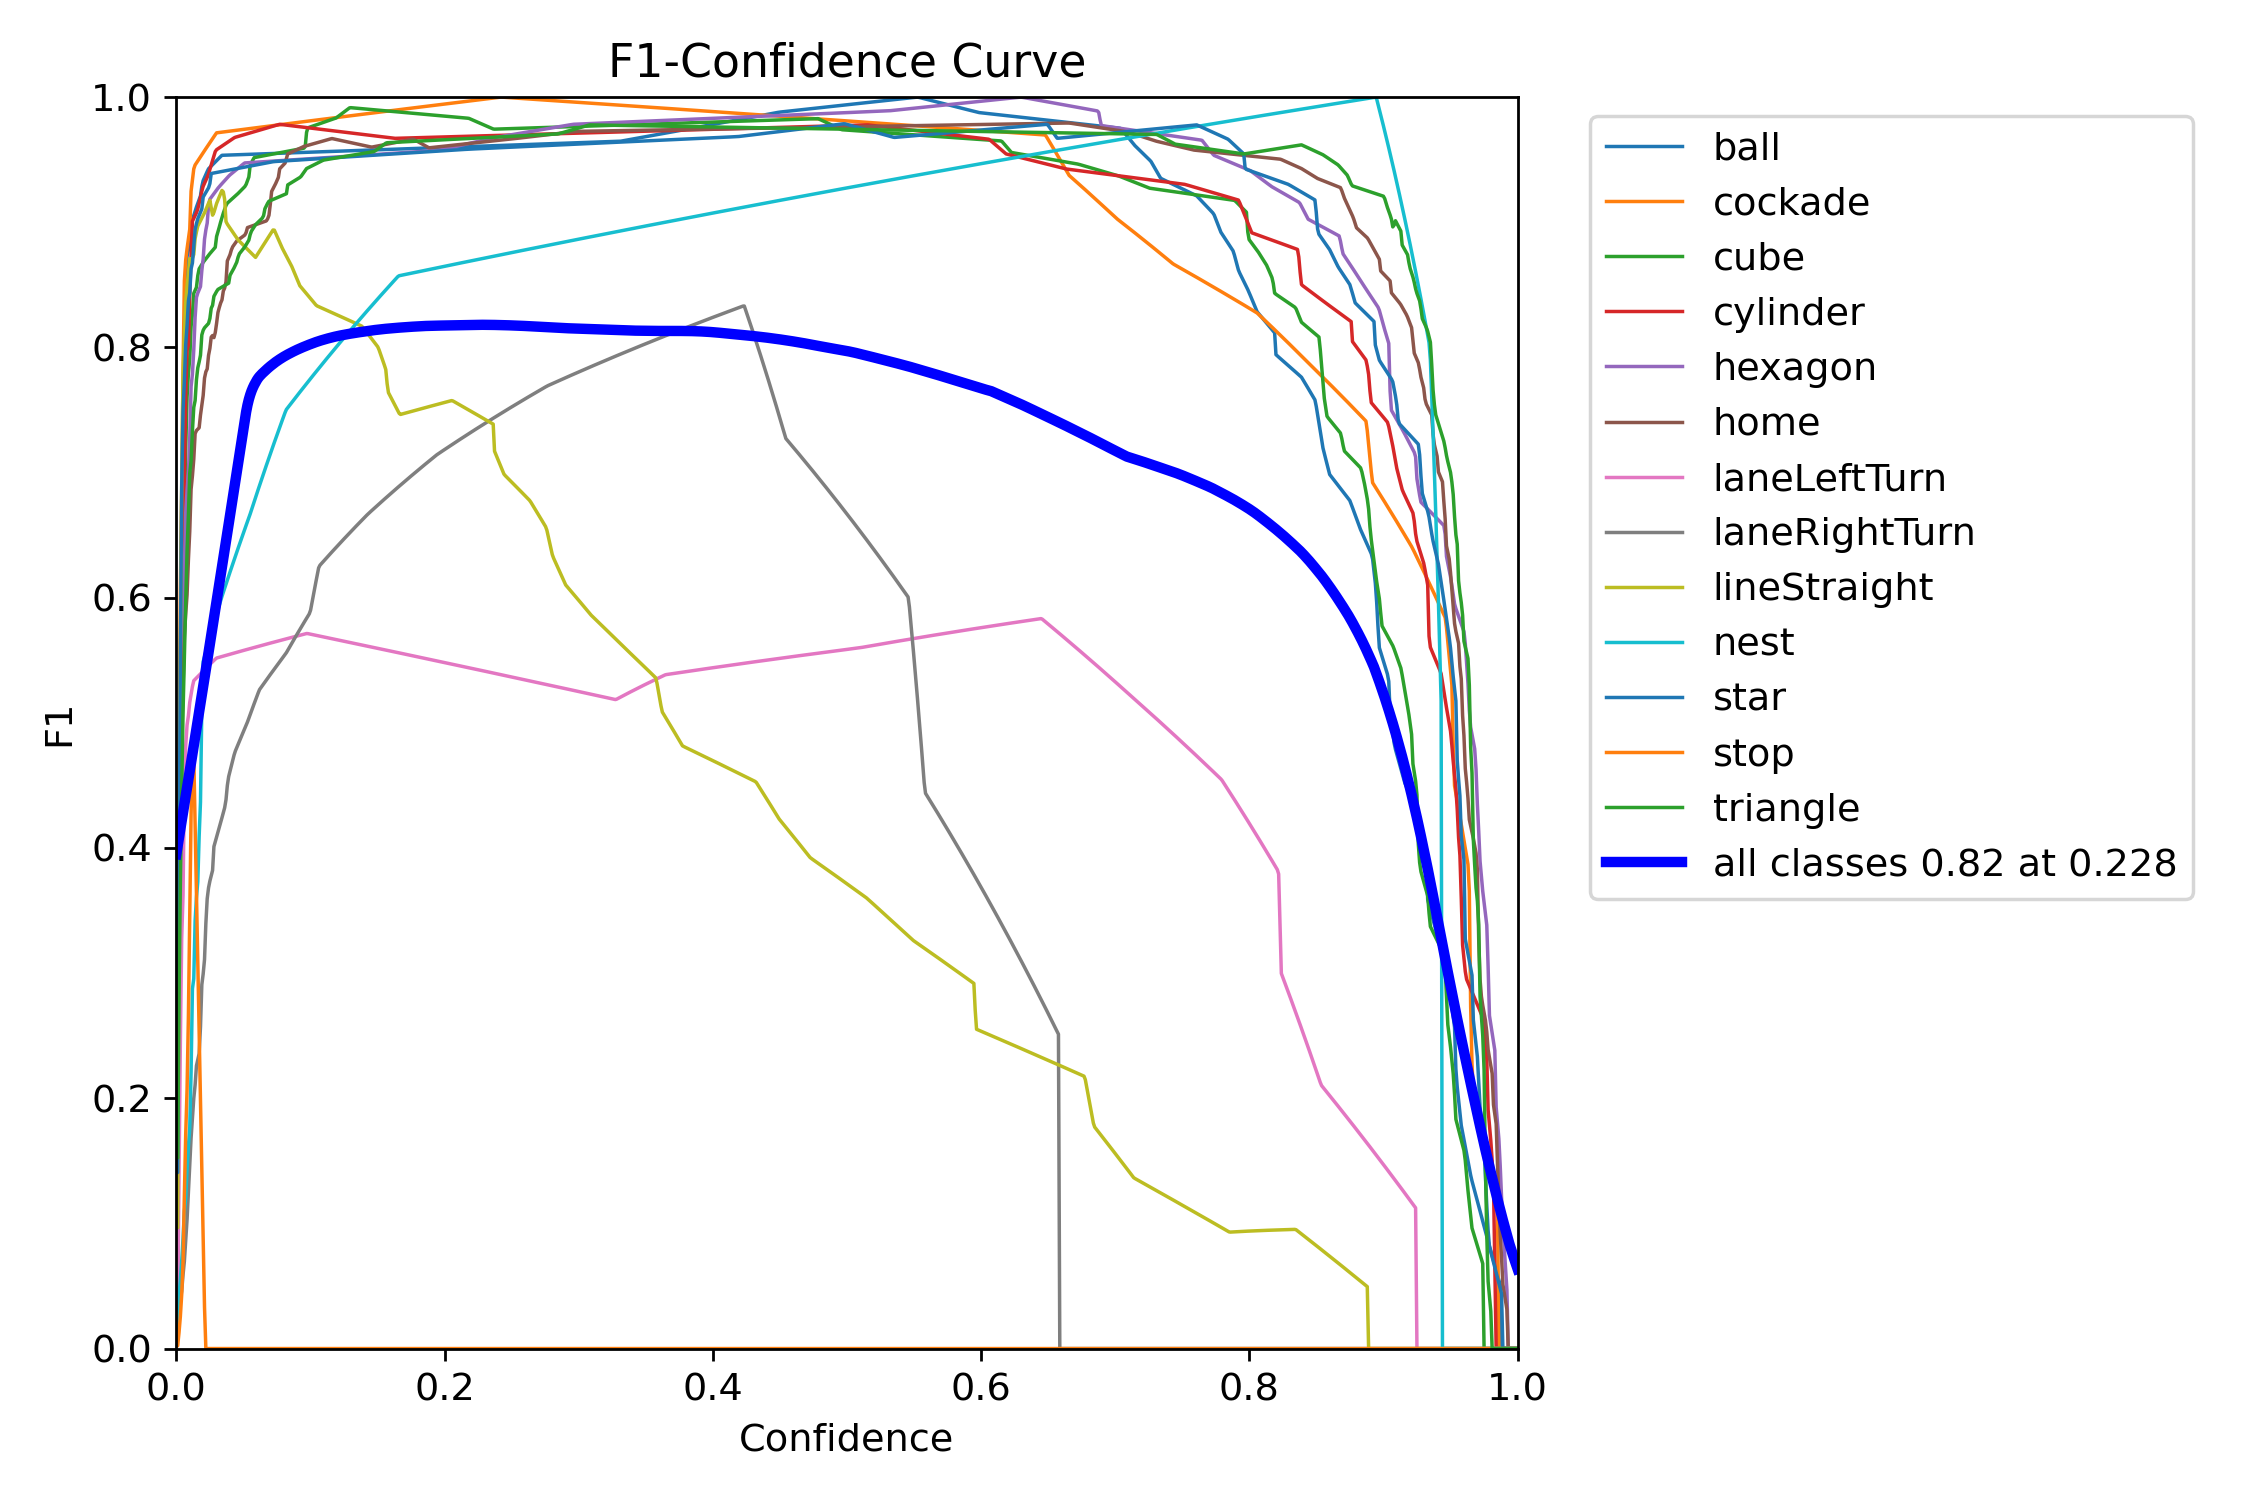 F1-Confidence Curve
1.0
0.8
0.6
0.4
0.2
0.0
F1
0.0 0.2 0.4 0.6 0.8 1.0
Confidence
ball
cockade
cube
cylinder
hexagon
home
laneLeftTurn
laneRightTurn
lineStraight
nest
star
stop
triangle
all classes 0.82 at 0.228